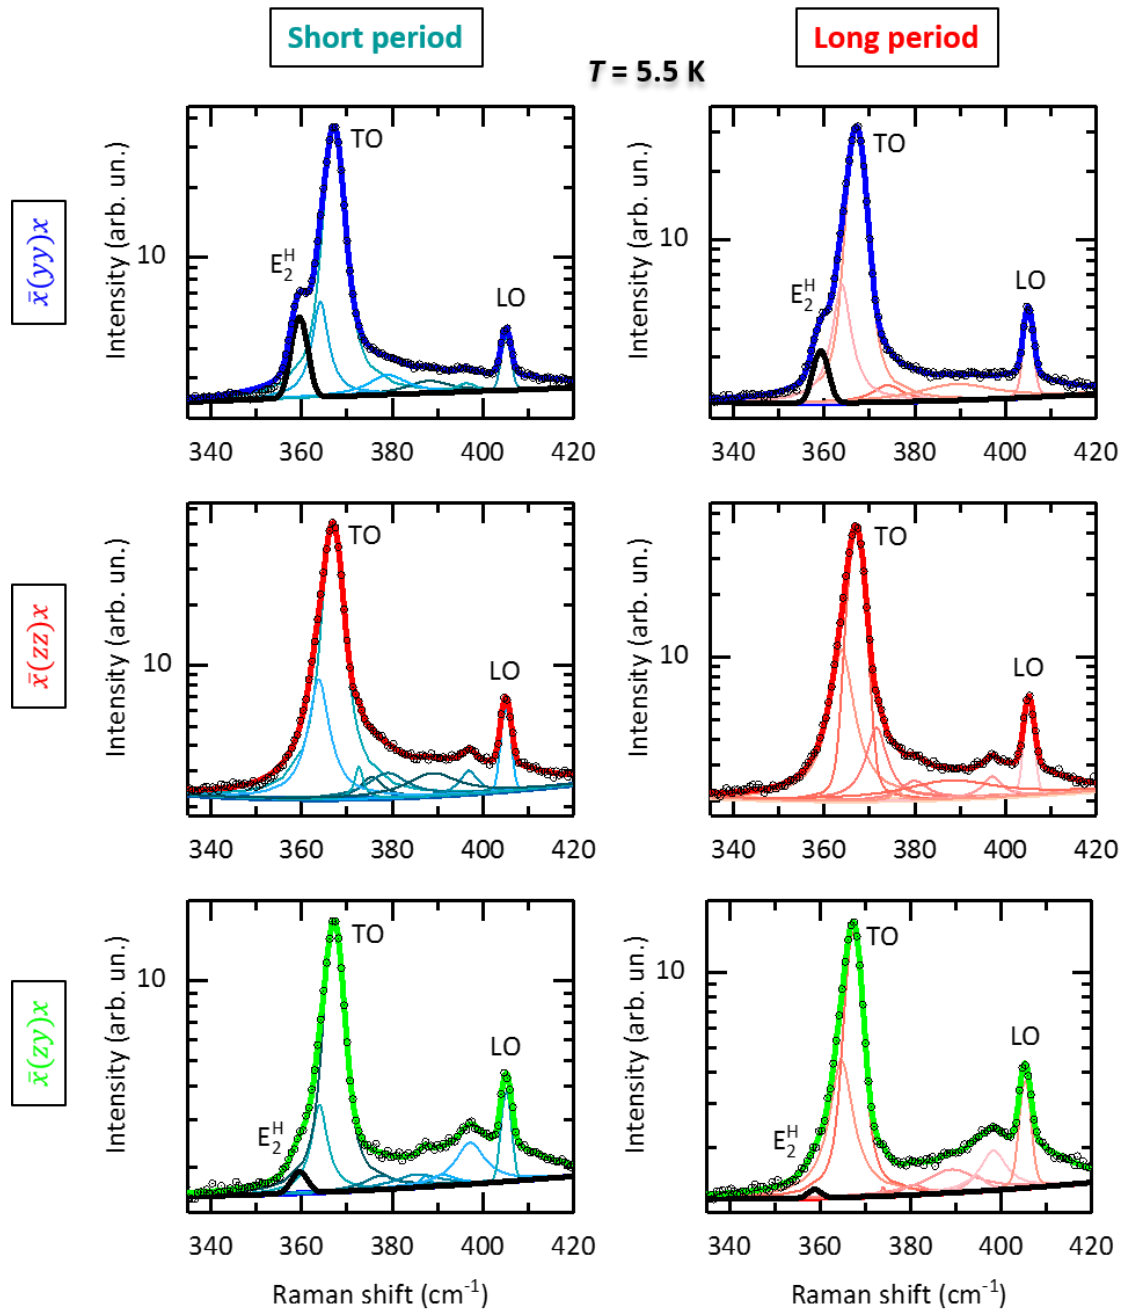 Short period
Long period
T = 5.5 K
x̄(yy)x
Intensity (arb. un.)
10
TO
E₂ᴴ
LO
340 360 380 400 420
Intensity (arb. un.)
10
TO
E₂ᴴ
LO
340 360 380 400 420
x̄(zz)x
Intensity (arb. un.)
10
TO
LO
340 360 380 400 420
Intensity (arb. un.)
10
TO
LO
340 360 380 400 420
x̄(zy)x
Intensity (arb. un.)
10
TO
E₂ᴴ
LO
340 360 380 400 420
Raman shift (cm⁻¹)
Intensity (arb. un.)
10
TO
E₂ᴴ
LO
340 360 380 400 420
Raman shift (cm⁻¹)